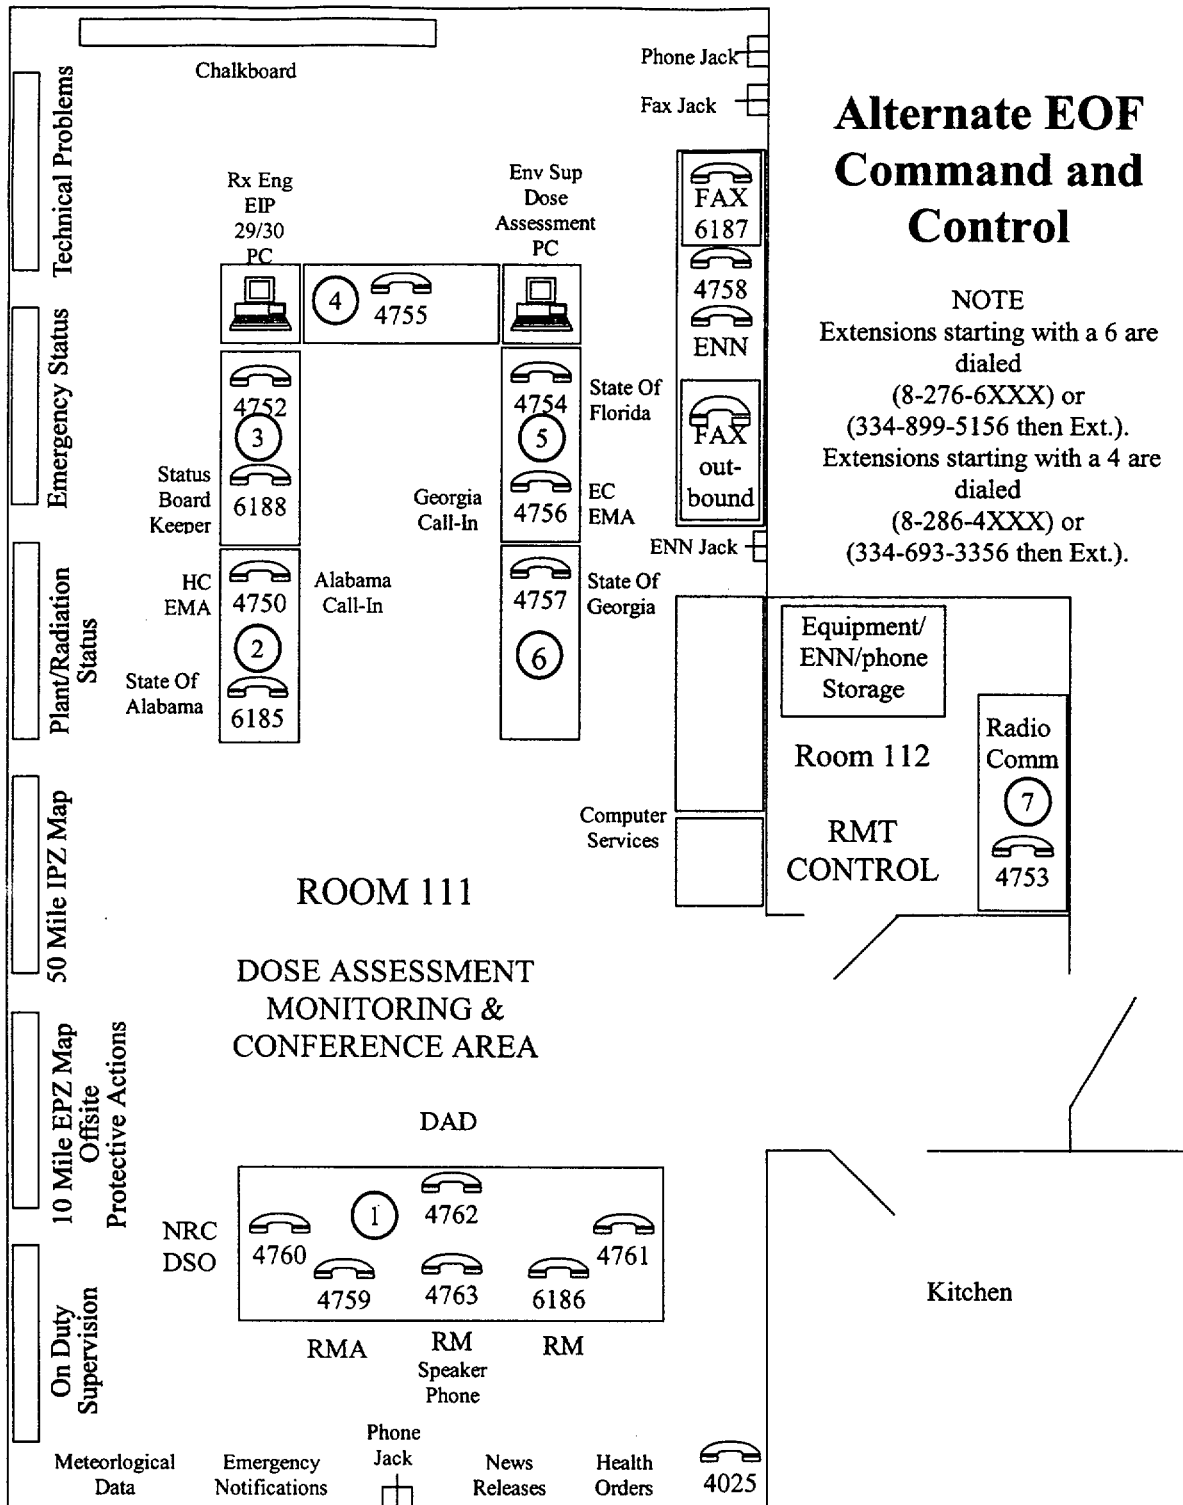 Chalkboard
Phone Jack
Fax Jack
Alternate EOF
Command and
Control
Technical Problems
Emergency Status
Plant/Radiation
Status
50 Mile IPZ Map
10 Mile EPZ Map
Offsite
Protective Actions
On Duty
Supervision
Rx Eng
EIP
29/30
PC
Env Sup
Dose
Assessment
PC
FAX
6187
4758
ENN
FAX
out-
bound
ENN Jack
NOTE
Extensions starting with a 6 are
dialed
(8-276-6XXX) or
(334-899-5156 then Ext.).
Extensions starting with a 4 are
dialed
(8-286-4XXX) or
(334-693-3356 then Ext.).
4
4755
4752
3
Status
Board
Keeper
6188
4754
State Of
Florida
5
Georgia
Call-In
4756
EC
EMA
HC
EMA
4750
Alabama
Call-In
2
State Of
Alabama
6185
4757
State Of
Georgia
6
Equipment/
ENN/phone
Storage
Room 112
RMT
CONTROL
Radio
Comm
7
4753
Computer
Services
ROOM 111
DOSE ASSESSMENT
MONITORING &
CONFERENCE AREA
DAD
NRC
DSO
1
4762
4760
4761
4759
4763
6186
RMA
RM
Speaker
Phone
RM
Kitchen
Meteorlogical
Data
Emergency
Notifications
Phone
Jack
News
Releases
Health
Orders
4025